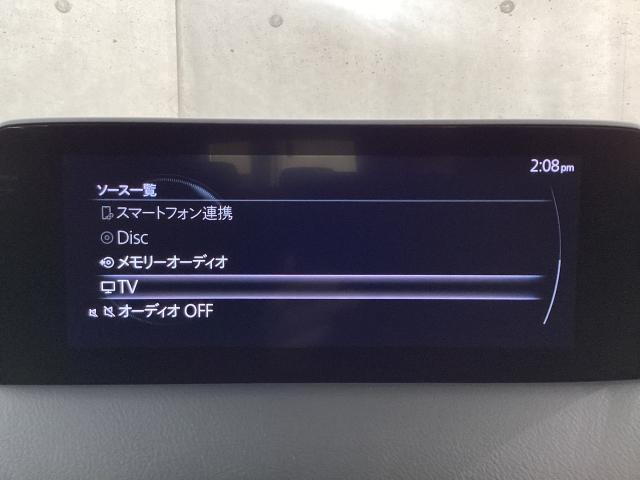 2:08pm
ソース一覧
スマートフォン連携
Disc
メモリーオーディオ
TV
オーディオ OFF